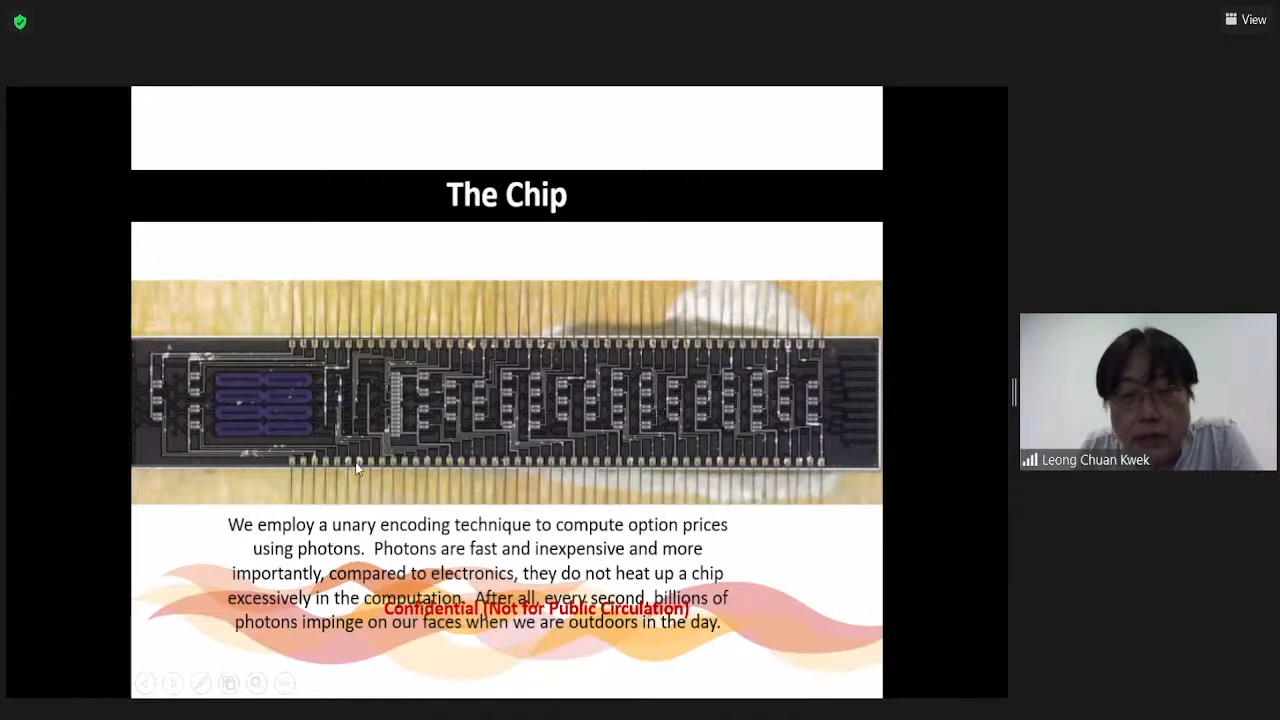 View
The Chip
We employ a unary encoding technique to compute option prices
using photons. Photons are fast and inexpensive and more
importantly, compared to electronics, they do not heat up a chip
excessively in the computation. After all, every second, billions of
Confidential (Not for Public Circulation)
photons impinge on our faces when we are outdoors in the day.
Leong Chuan Kwek